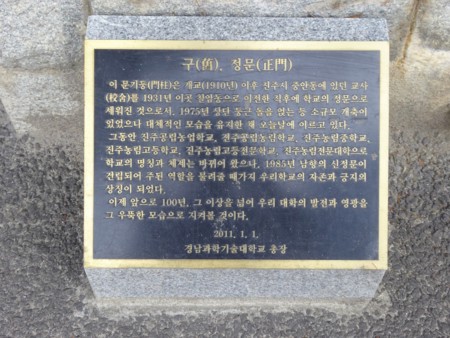 구(舊), 정문(正門)
이 문기둥(門柱)은 개교(1910년) 이후 진주시 중안동에 있던 교사
(校舍)를 1931년 이곳 칠암동으로 이전한 직후에 학교의 정문으로
세워진 것으로서, 1975년 상단 둥근 돌을 얹는 등 소규모 개축이
있었으나 대체적인 모습을 유지한 채 오늘날에 이르고 있다.
그동안 진주공립농업학교, 진주공립농림학교, 진주농림중학교,
진주농림고등학교, 진주농림고등전문학교, 진주농림전문대학으로
학교의 명칭과 체제는 바뀌어 왔으나, 1985년 남향의 신정문이
건립되어 주된 역할을 물려줄 때까지 우리학교의 자존과 긍지의
상징이 되었다.
이제 앞으로 100년, 그 이상을 넘어 우리 대학의 발전과 영광을
그 우뚝한 모습으로 지켜볼 것이다.
2011. 1. 1.
경남과학기술대학교 총장